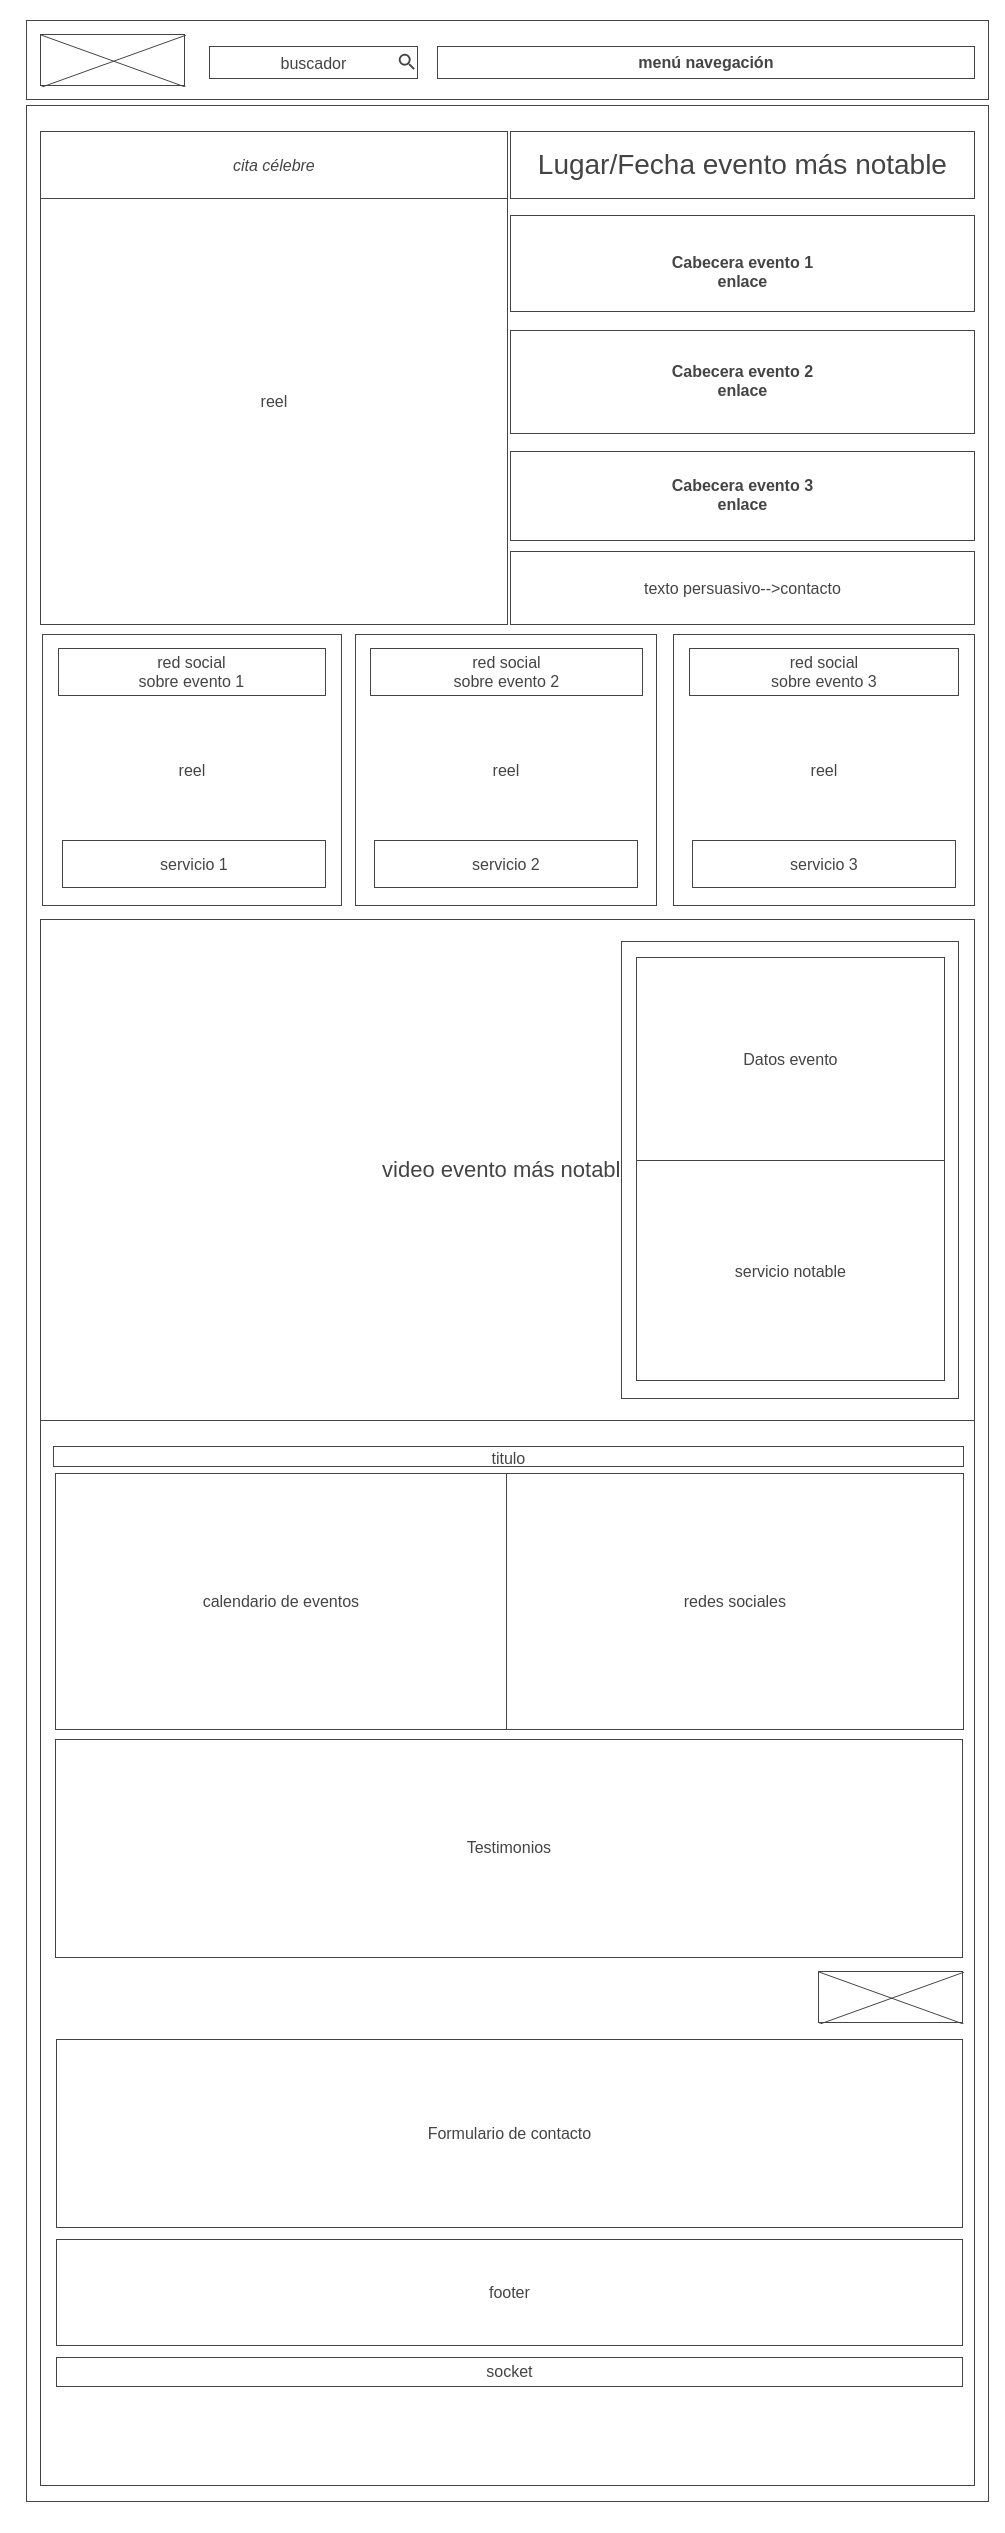 buscador
menú navegación
cita célebre
Lugar/Fecha evento más notable
reel
Cabecera evento 1
enlace
Cabecera evento 2
enlace
Cabecera evento 3
enlace
texto persuasivo-->contacto
red social
sobre evento 1
reel
servicio 1
red social
sobre evento 2
reel
servicio 2
red social
sobre evento 3
reel
servicio 3
video evento más notabl
Datos evento
servicio notable
titulo
calendario de eventos
redes sociales
Testimonios
Formulario de contacto
footer
socket